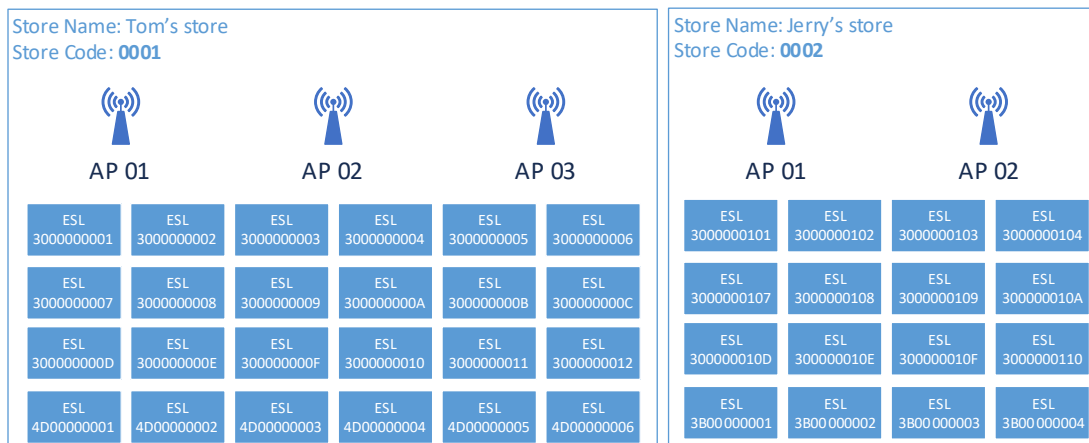 Store Name: Tom's store
Store Code: 0001
AP 01
AP 02
AP 03
ESL
3000000001
ESL
3000000002
ESL
3000000003
ESL
3000000004
ESL
3000000005
ESL
3000000006
ESL
3000000007
ESL
3000000008
ESL
3000000009
ESL
300000000A
ESL
300000000B
ESL
300000000C
ESL
300000000D
ESL
300000000E
ESL
300000000F
ESL
3000000010
ESL
3000000011
ESL
3000000012
ESL
4D00000001
ESL
4D00000002
ESL
4D00000003
ESL
4D00000004
ESL
4D00000005
ESL
4D00000006
Store Name: Jerry's store
Store Code: 0002
AP 01
AP 02
ESL
3000000101
ESL
3000000102
ESL
3000000103
ESL
3000000104
ESL
3000000107
ESL
3000000108
ESL
3000000109
ESL
300000010A
ESL
300000010D
ESL
300000010E
ESL
300000010F
ESL
3000000110
ESL
3B00000001
ESL
3B00000002
ESL
3B00000003
ESL
3B00000004